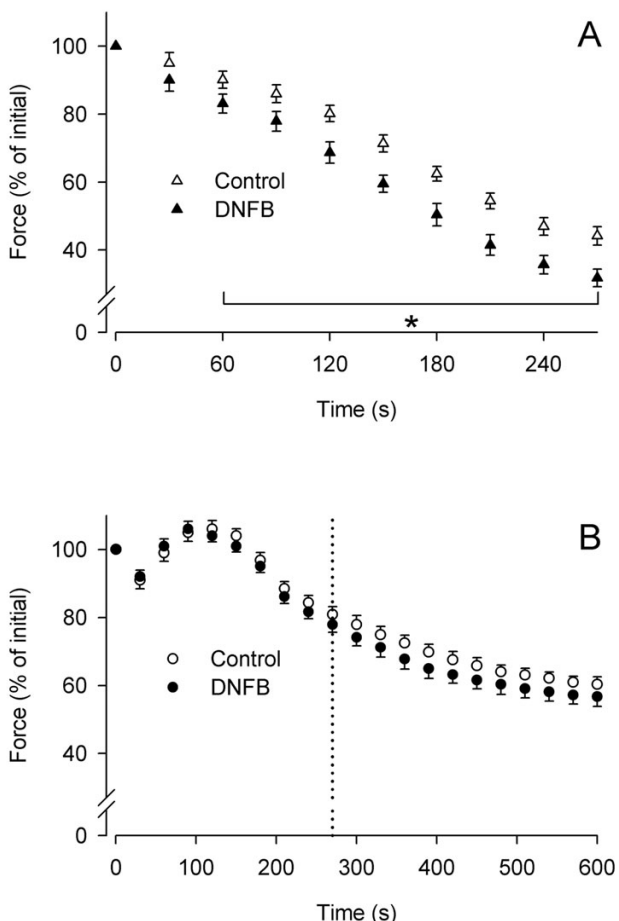 A
Force (% of initial)
100
80
60
40
0
Control
DNFB
*
0 60 120 180 240
Time (s)
B
Force (% of initial)
100
80
60
40
0
Control
DNFB
0 100 200 300 400 500 600
Time (s)